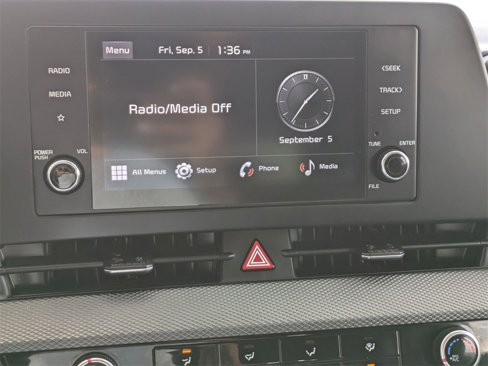 Menu Fri, Sep. 5 1:36 PM
RADIO
MEDIA
☆
POWER PUSH VOL
Radio/Media Off
September 5
All Menus Setup Phone Media
<SEEK
TRACK>
SETUP
TUNE ENTER
FILE